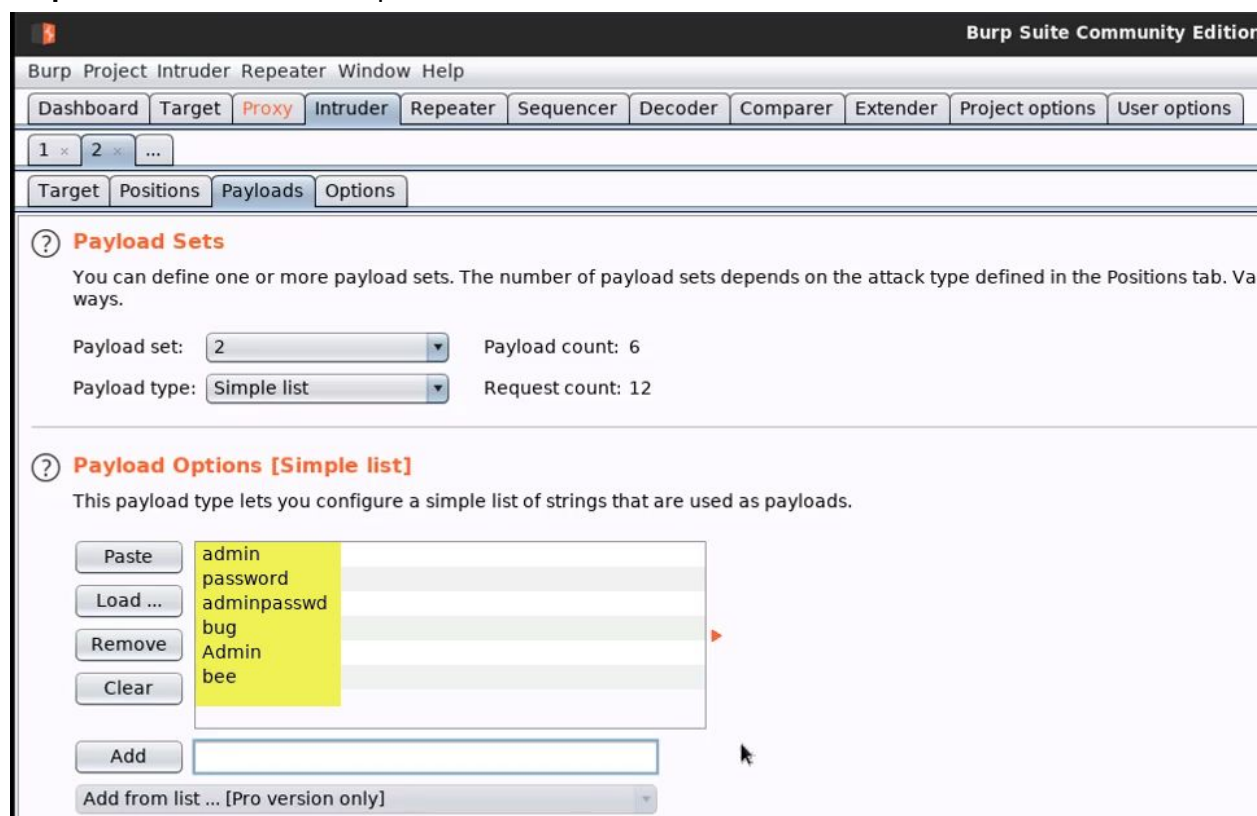 Burp Suite Community Edition
Burp Project Intruder Repeater Window Help
Dashboard Target Proxy Intruder Repeater Sequencer Decoder Comparer Extender Project options User options
1 × 2 × ...
Target Positions Payloads Options
? Payload Sets
You can define one or more payload sets. The number of payload sets depends on the attack type defined in the Positions tab. Va
ways.
Payload set: 2 Payload count: 6
Payload type: Simple list Request count: 12
? Payload Options [Simple list]
This payload type lets you configure a simple list of strings that are used as payloads.
Paste
Load ...
Remove
Clear
admin
password
adminpasswd
bug
Admin
bee
Add
Add from list ... [Pro version only]